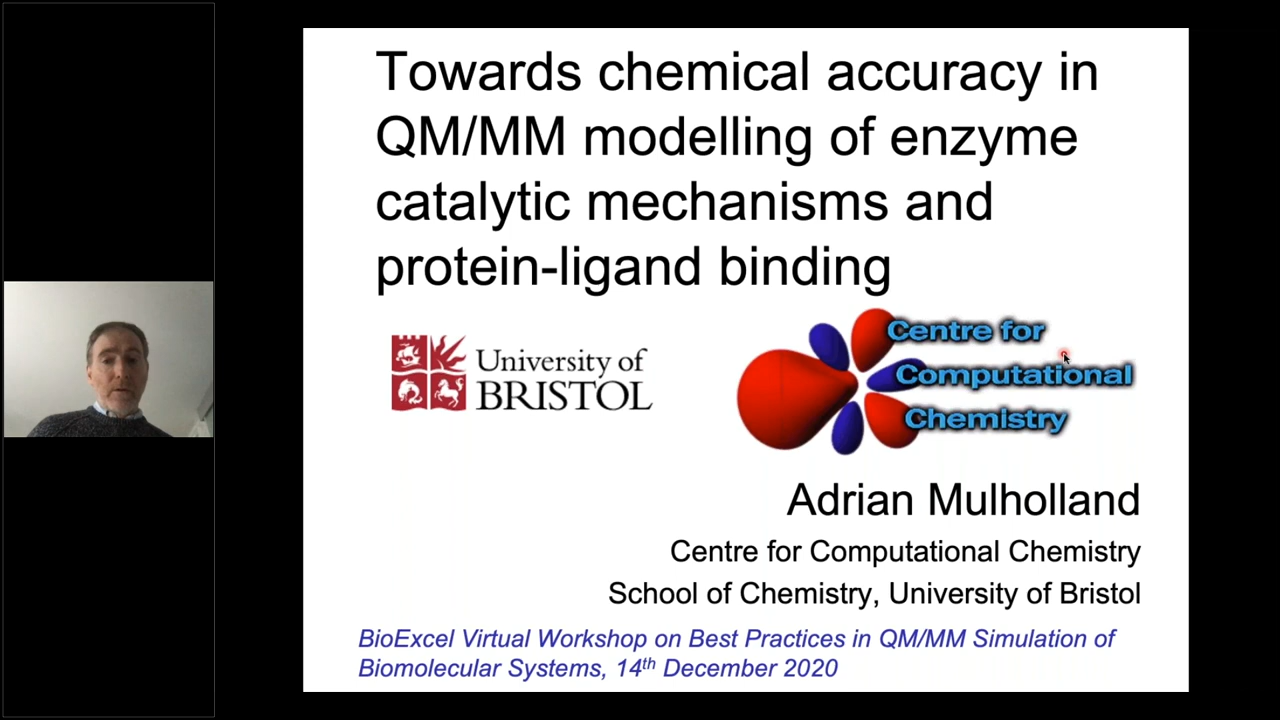 Towards chemical accuracy in
QM/MM modelling of enzyme
catalytic mechanisms and
protein-ligand binding
University of
BRISTOL
Centre for
Computational
Chemistry
Adrian Mulholland
Centre for Computational Chemistry
School of Chemistry, University of Bristol
BioExcel Virtual Workshop on Best Practices in QM/MM Simulation of
Biomolecular Systems, 14th December 2020